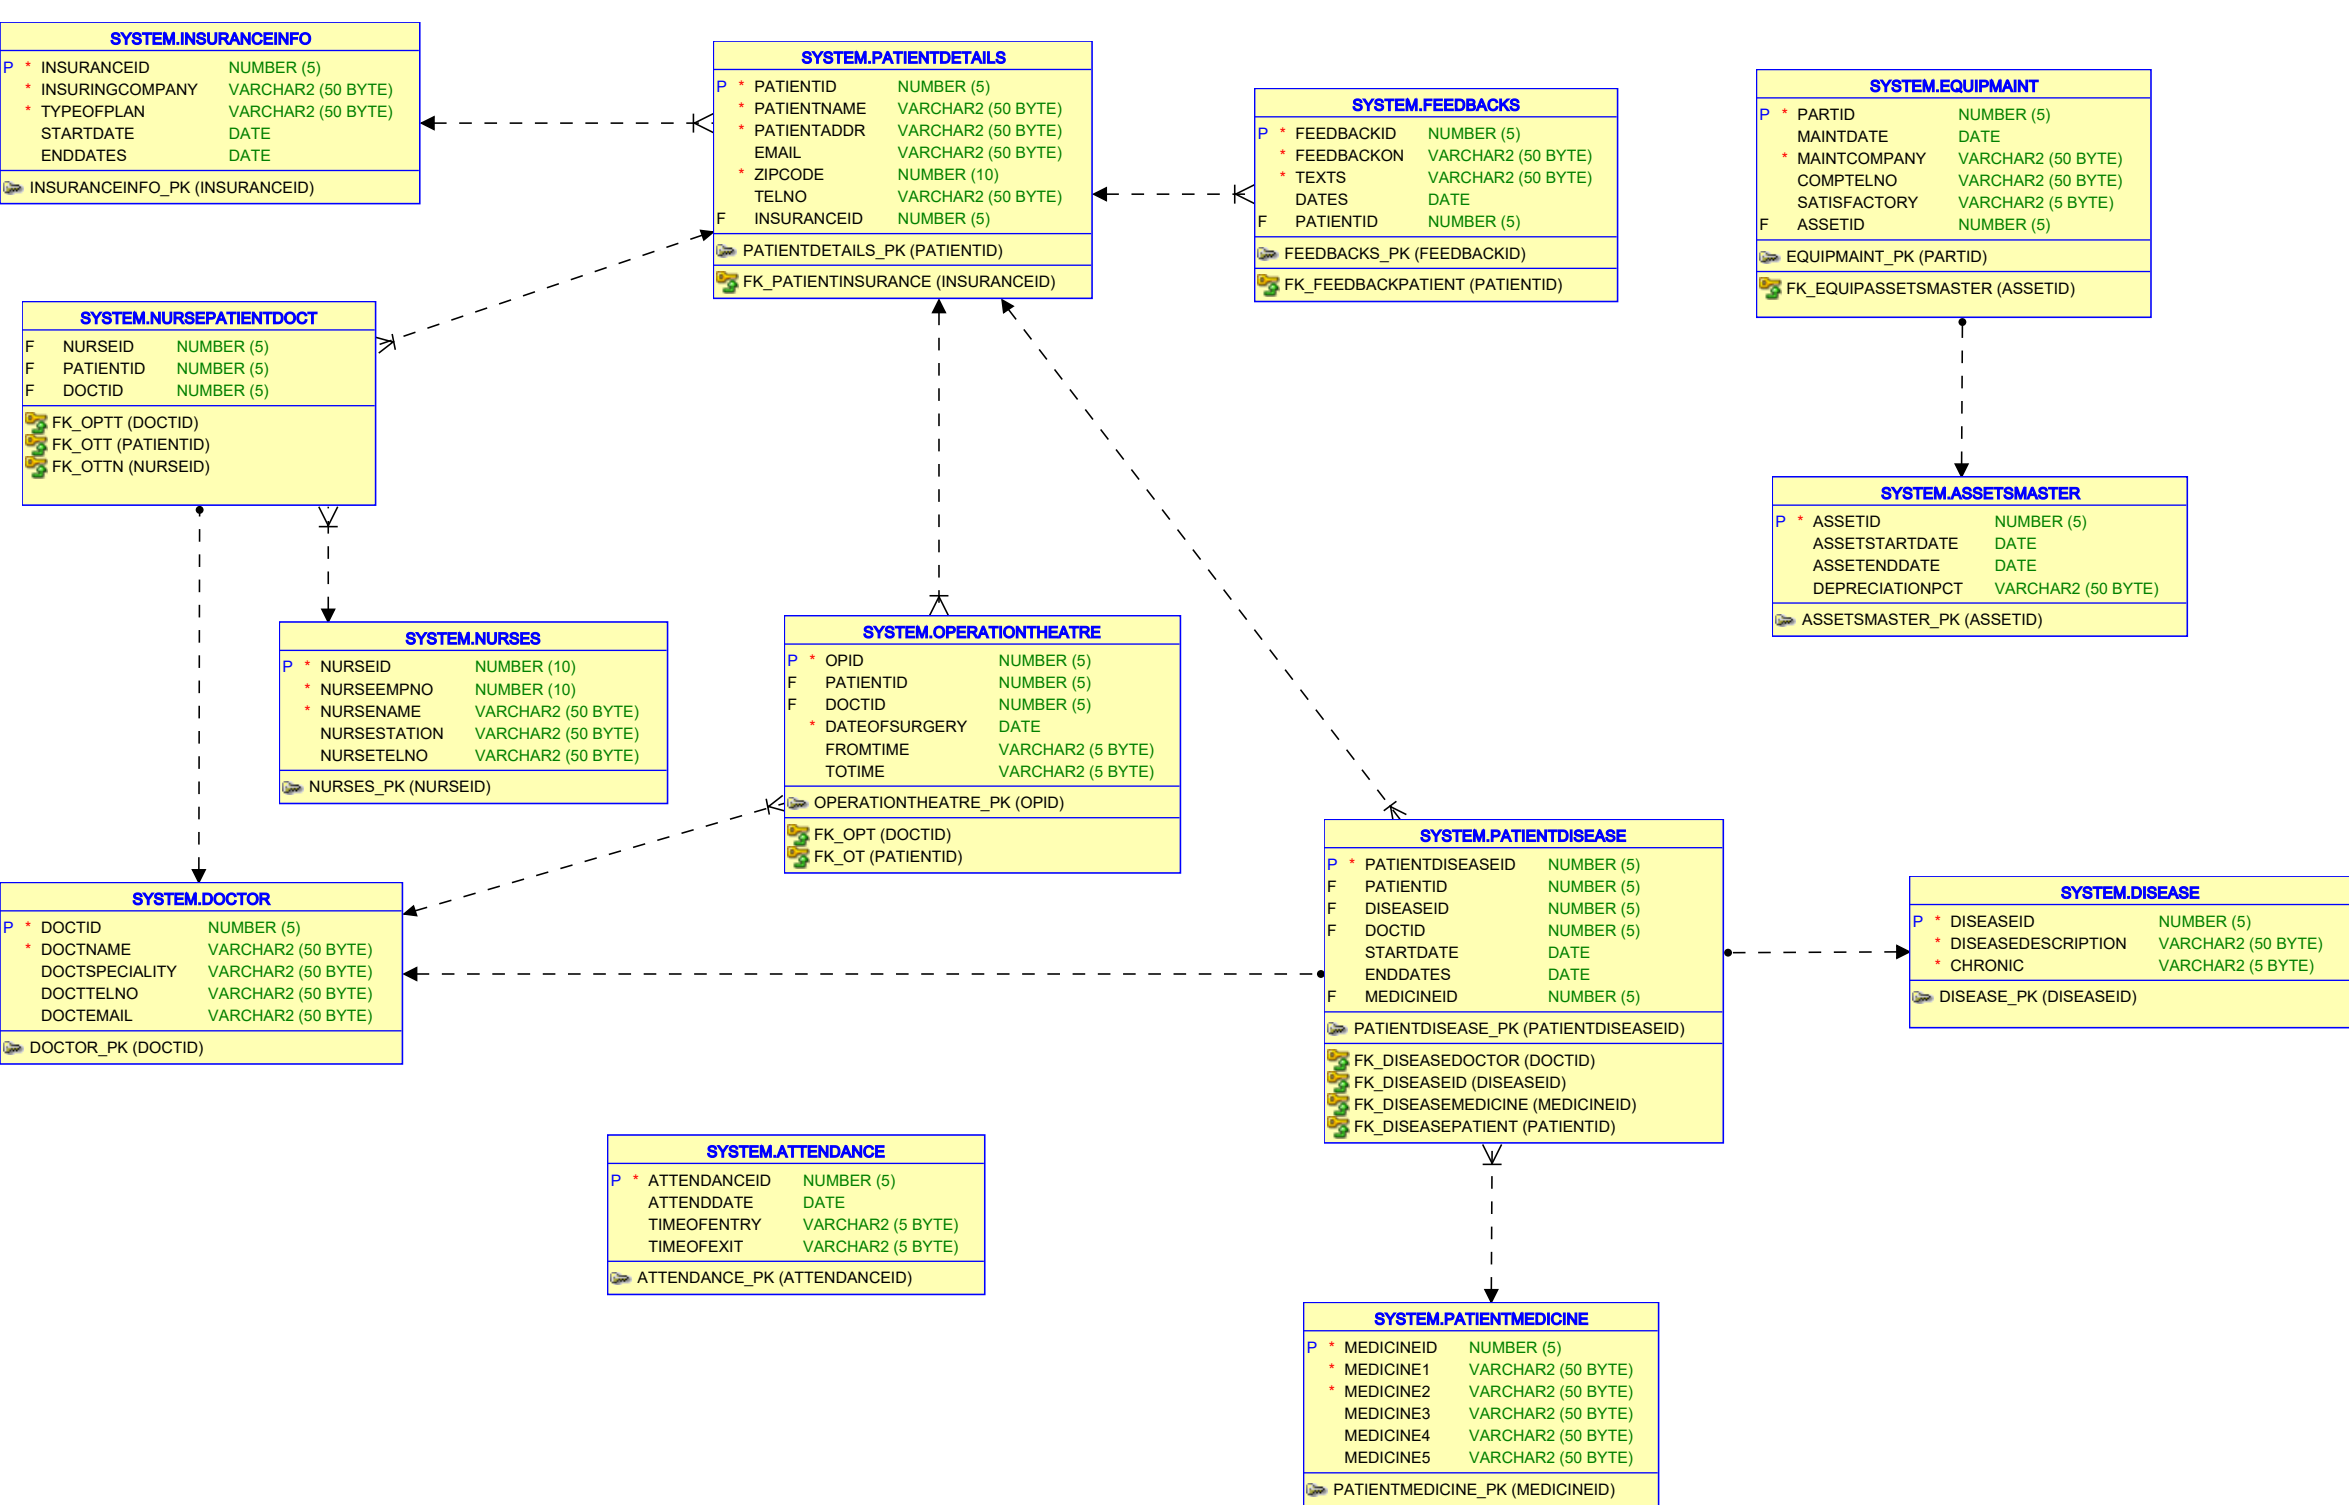 SYSTEM.INSURANCEINFO
P * INSURANCEID NUMBER (5)
* INSURINGCOMPANY VARCHAR2 (50 BYTE)
* TYPEOFPLAN VARCHAR2 (50 BYTE)
STARTDATE DATE
ENDDATES DATE
INSURANCEINFO_PK (INSURANCEID)
SYSTEM.PATIENTDETAILS
P * PATIENTID NUMBER (5)
* PATIENTNAME VARCHAR2 (50 BYTE)
* PATIENTADDR VARCHAR2 (50 BYTE)
EMAIL VARCHAR2 (50 BYTE)
* ZIPCODE NUMBER (10)
TELNO VARCHAR2 (50 BYTE)
F INSURANCEID NUMBER (5)
PATIENTDETAILS_PK (PATIENTID)
FK_PATIENTINSURANCE (INSURANCEID)
SYSTEM.FEEDBACKS
P * FEEDBACKID NUMBER (5)
* FEEDBACKON VARCHAR2 (50 BYTE)
* TEXTS VARCHAR2 (50 BYTE)
DATES DATE
F PATIENTID NUMBER (5)
FEEDBACKS_PK (FEEDBACKID)
FK_FEEDBACKPATIENT (PATIENTID)
SYSTEM.EQUIPMAINT
P * PARTID NUMBER (5)
MAINTDATE DATE
* MAINTCOMPANY VARCHAR2 (50 BYTE)
COMPTELNO VARCHAR2 (50 BYTE)
SATISFACTORY VARCHAR2 (5 BYTE)
F ASSETID NUMBER (5)
EQUIPMAINT_PK (PARTID)
FK_EQUIPASSETSMASTER (ASSETID)
SYSTEM.NURSEPATIENTDOCT
F NURSEID NUMBER (5)
F PATIENTID NUMBER (5)
F DOCTID NUMBER (5)
FK_OPTT (DOCTID)
FK_OTT (PATIENTID)
FK_OTTN (NURSEID)
SYSTEM.ASSETSMASTER
P * ASSETID NUMBER (5)
ASSETSTARTDATE DATE
ASSETENDDATE DATE
DEPRECIATIONPCT VARCHAR2 (50 BYTE)
ASSETSMASTER_PK (ASSETID)
SYSTEM.NURSES
P * NURSEID NUMBER (10)
* NURSEEMPNO NUMBER (10)
* NURSENAME VARCHAR2 (50 BYTE)
NURSESTATION VARCHAR2 (50 BYTE)
NURSETELNO VARCHAR2 (50 BYTE)
NURSES_PK (NURSEID)
SYSTEM.OPERATIONTHEATRE
P * OPID NUMBER (5)
F PATIENTID NUMBER (5)
F DOCTID NUMBER (5)
* DATEOFSURGERY DATE
FROMTIME VARCHAR2 (5 BYTE)
TOTIME VARCHAR2 (5 BYTE)
OPERATIONTHEATRE_PK (OPID)
FK_OPT (DOCTID)
FK_OT (PATIENTID)
SYSTEM.DOCTOR
P * DOCTID NUMBER (5)
* DOCTNAME VARCHAR2 (50 BYTE)
DOCTSPECIALITY VARCHAR2 (50 BYTE)
DOCTTELNO VARCHAR2 (50 BYTE)
DOCTEMAIL VARCHAR2 (50 BYTE)
DOCTOR_PK (DOCTID)
SYSTEM.PATIENTDISEASE
P * PATIENTDISEASEID NUMBER (5)
F PATIENTID NUMBER (5)
F DISEASEID NUMBER (5)
F DOCTID NUMBER (5)
STARTDATE DATE
ENDDATES DATE
F MEDICINEID NUMBER (5)
PATIENTDISEASE_PK (PATIENTDISEASEID)
FK_DISEASEDOCTOR (DOCTID)
FK_DISEASEID (DISEASEID)
FK_DISEASEMEDICINE (MEDICINEID)
FK_DISEASEPATIENT (PATIENTID)
SYSTEM.DISEASE
P * DISEASEID NUMBER (5)
* DISEASEDESCRIPTION VARCHAR2 (50 BYTE)
* CHRONIC VARCHAR2 (5 BYTE)
DISEASE_PK (DISEASEID)
SYSTEM.ATTENDANCE
P * ATTENDANCEID NUMBER (5)
ATTENDDATE DATE
TIMEOFENTRY VARCHAR2 (5 BYTE)
TIMEOFEXIT VARCHAR2 (5 BYTE)
ATTENDANCE_PK (ATTENDANCEID)
SYSTEM.PATIENTMEDICINE
P * MEDICINEID NUMBER (5)
* MEDICINE1 VARCHAR2 (50 BYTE)
* MEDICINE2 VARCHAR2 (50 BYTE)
MEDICINE3 VARCHAR2 (50 BYTE)
MEDICINE4 VARCHAR2 (50 BYTE)
MEDICINE5 VARCHAR2 (50 BYTE)
PATIENTMEDICINE_PK (MEDICINEID)